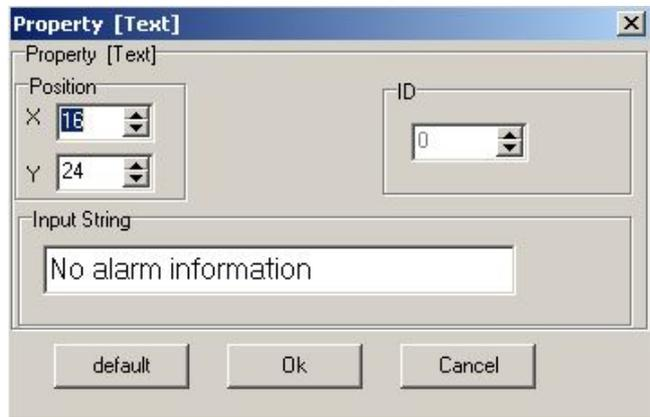 Property [Text]
Property [Text]
Position
ID
X 16
0
Y 24
Input String
No alarm information
default Ok Cancel